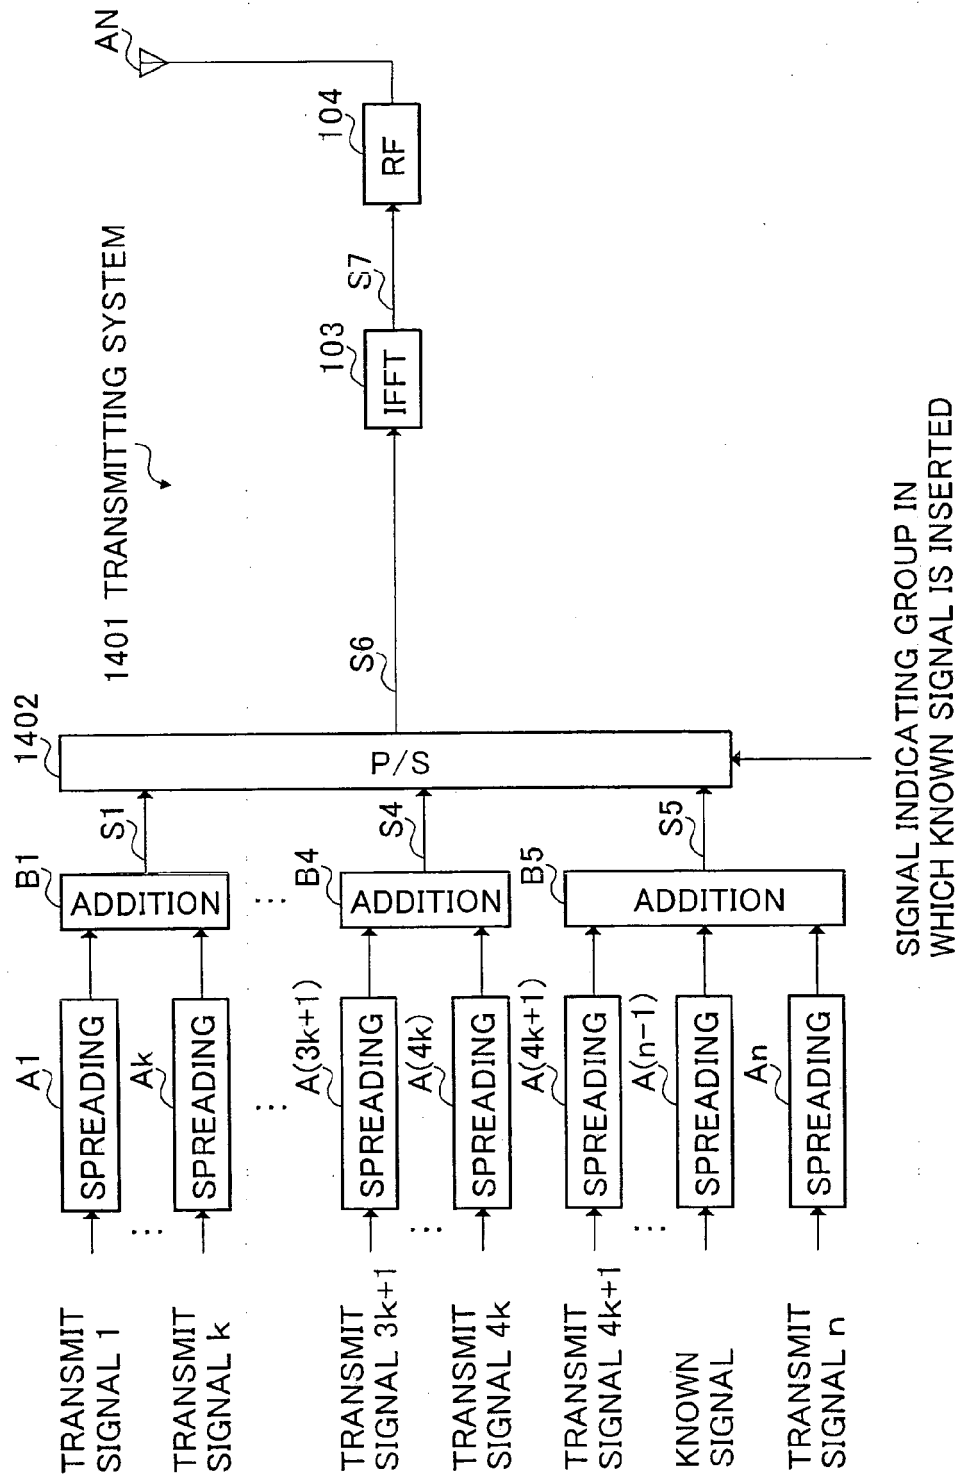 1401 TRANSMITTING SYSTEM
TRANSMIT
SIGNAL 1
A1
SPREADING
...
TRANSMIT
SIGNAL k
Ak
SPREADING
B1
ADDITION
S1
...
...
TRANSMIT
SIGNAL 3k+1
A(3k+1)
SPREADING
...
TRANSMIT
SIGNAL 4k
A(4k)
SPREADING
B4
ADDITION
S4
TRANSMIT
SIGNAL 4k+1
A(4k+1)
SPREADING
...
KNOWN
SIGNAL
A(n-1)
SPREADING
TRANSMIT
SIGNAL n
An
SPREADING
B5
ADDITION
S5
1402
P/S
SIGNAL INDICATING GROUP IN
WHICH KNOWN SIGNAL IS INSERTED
S6
103
IFFT
S7
104
RF
AN